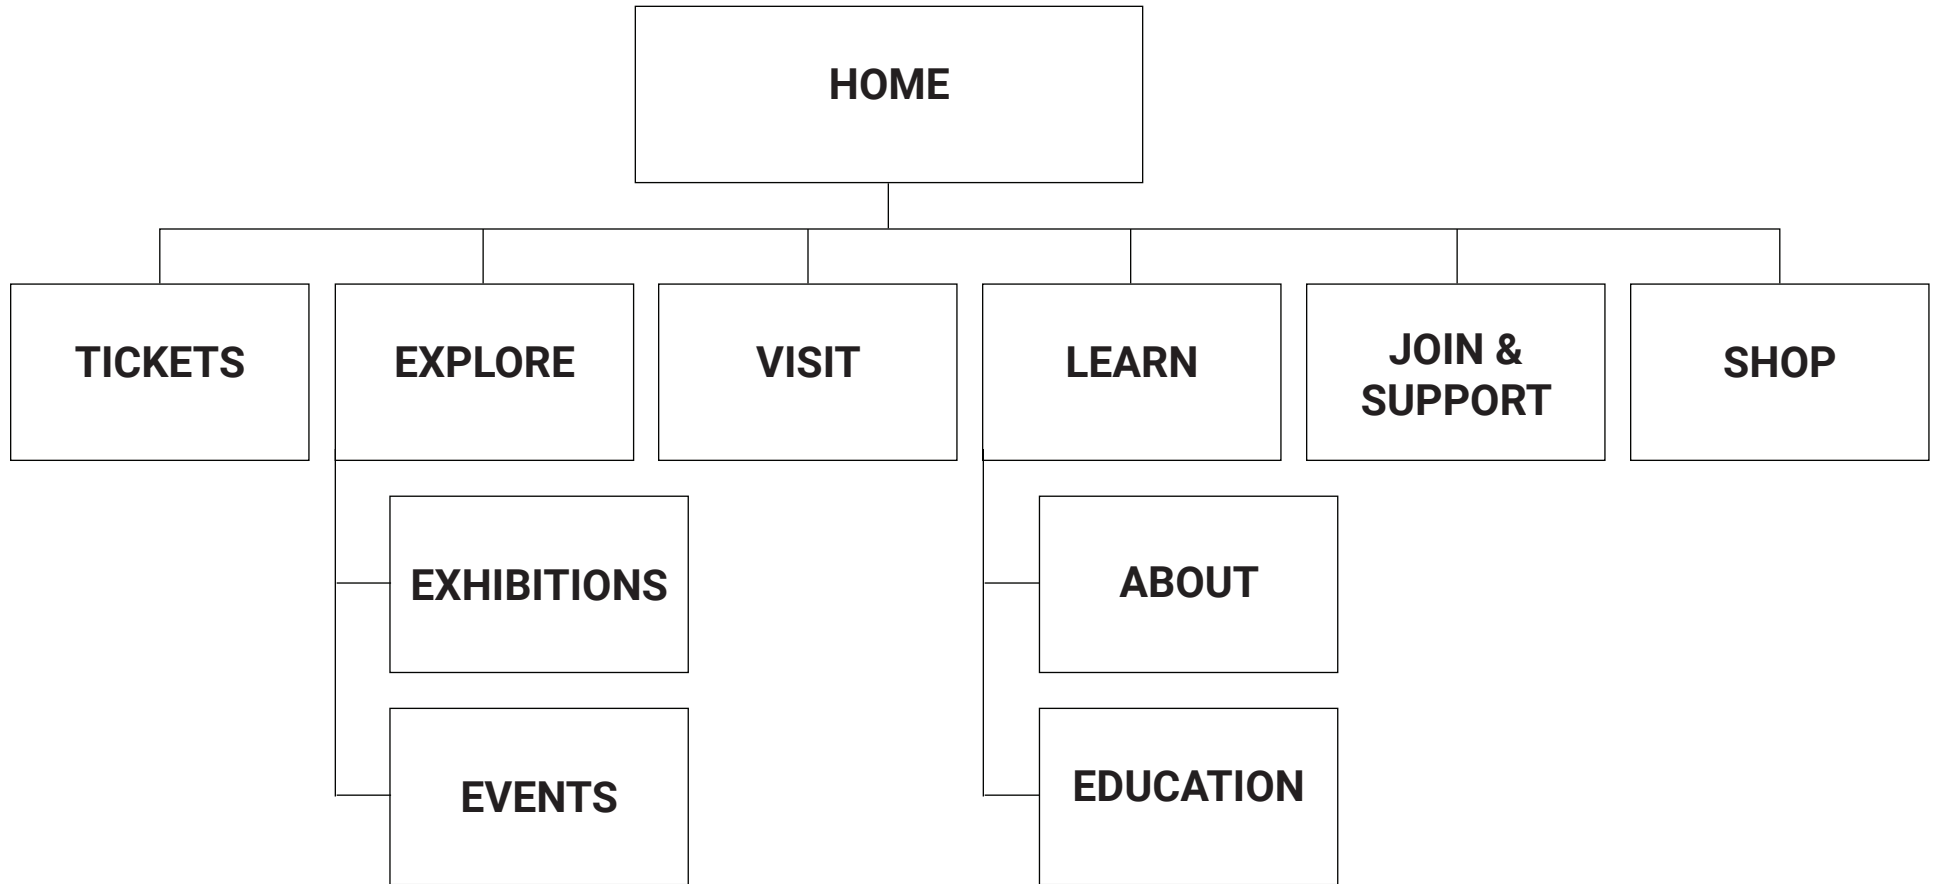 HOME
TICKETS
EXPLORE
VISIT
LEARN
JOIN &
SUPPORT
SHOP
EXHIBITIONS
ABOUT
EVENTS
EDUCATION